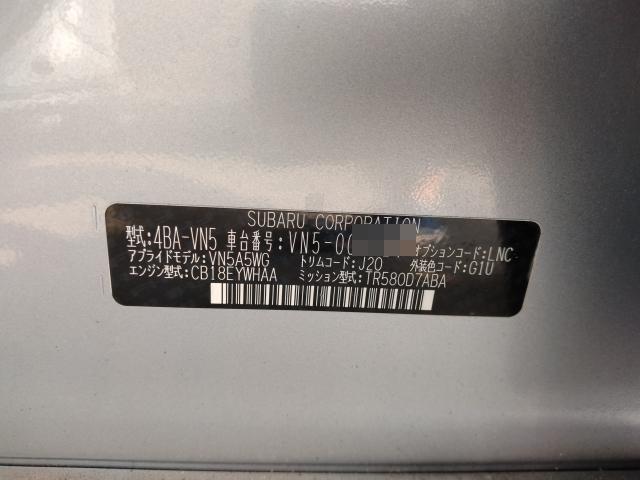 SUBARU CORPORATION
型式:4BA-VN5 車台番号:VN5-0 オプションコード:LNC
アプライドモデル:VN5A5WG トリムコード:J20 外装色コード:G1U
エンジン型式:CB18EYWHAA ミッション型式:TR580D7ABA